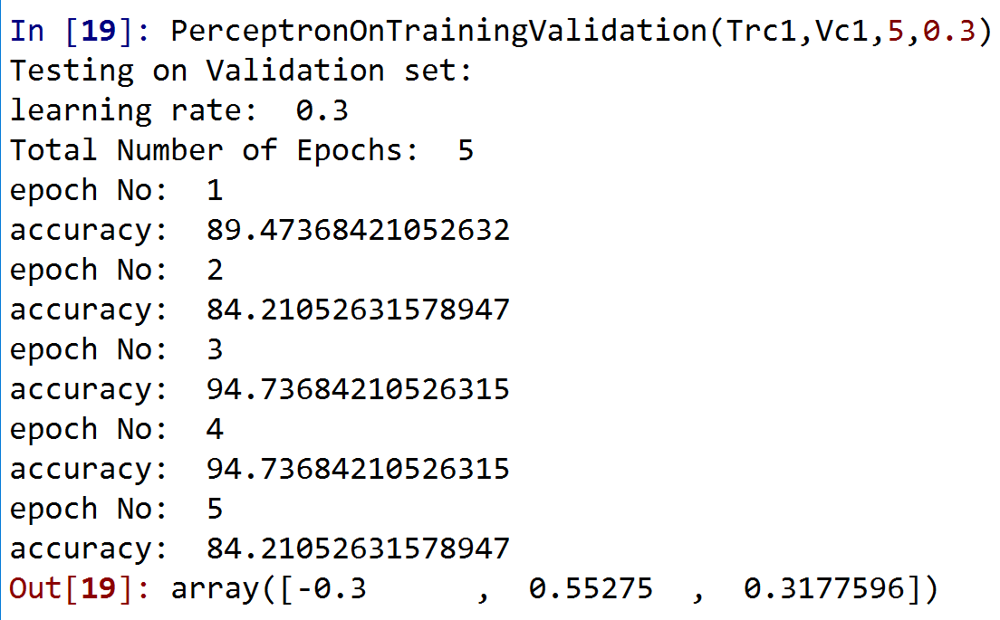 In [19]: PerceptronOnTrainingValidation(Trc1,Vc1,5,0.3)
Testing on Validation set:
learning rate:  0.3
Total Number of Epochs:  5
epoch No:  1
accuracy:  89.47368421052632
epoch No:  2
accuracy:  84.21052631578947
epoch No:  3
accuracy:  94.73684210526315
epoch No:  4
accuracy:  94.73684210526315
epoch No:  5
accuracy:  84.21052631578947
Out[19]: array([-0.3      ,  0.55275  ,  0.3177596])